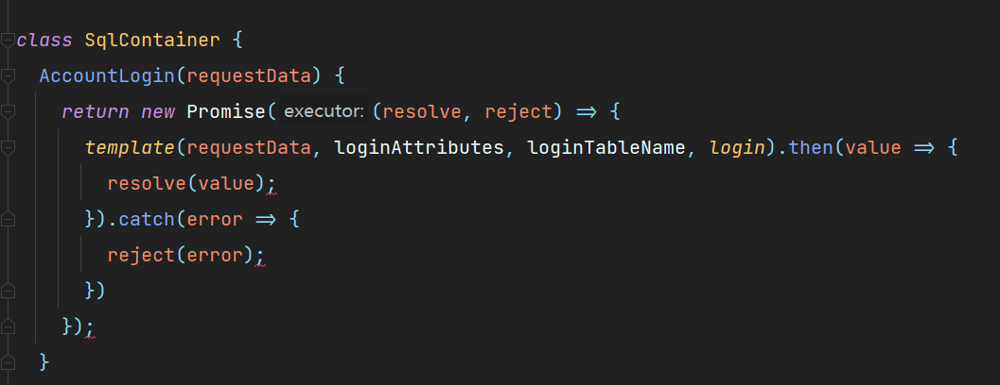 class SqlContainer {
AccountLogin(requestData) {
return new Promise( executor: (resolve, reject) => {
template(requestData, loginAttributes, loginTableName, login).then(value => {
resolve(value);
}).catch(error => {
reject(error);
})
});
}